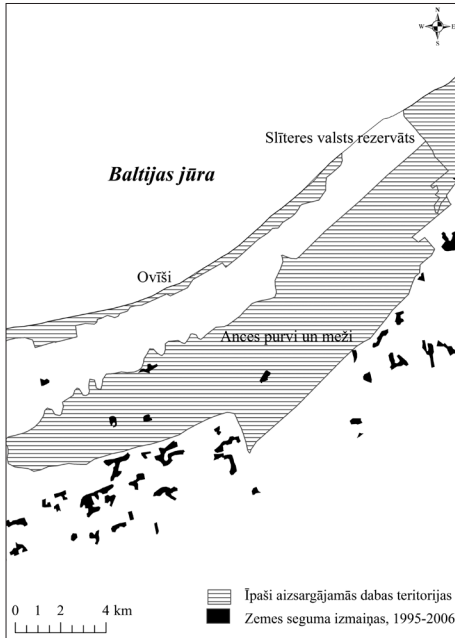 N
W E
S
Slīteres valsts rezervāts
Baltijas jūra
Ovīši
Ances purvi un meži
Īpaši aizsargājamās dabas teritorijas
Zemes seguma izmaiņas, 1995-2006
0 1 2 4 km